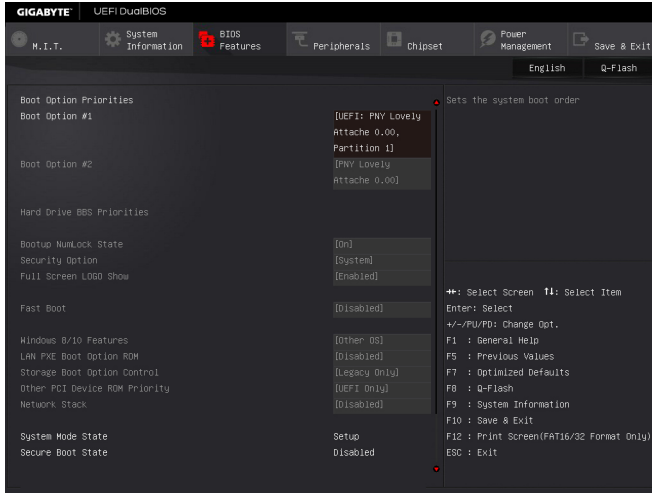 GIGABYTE™ UEFI DualBIOS
M.I.T. System Information BIOS Features Peripherals Chipset Power Management Save & Exit
English Q-Flash
Boot Option Priorities
Boot Option #1 [UEFI: PNY Lovely
Attache 0.00,
Partition 1]
Boot Option #2 [PNY Lovely
Attache 0.00]
Hard Drive BBS Priorities
Bootup NumLock State [On]
Security Option [System]
Full Screen LOGO Show [Enabled]
Fast Boot [Disabled]
Windows 8/10 Features [Other OS]
LAN PXE Boot Option ROM [Disabled]
Storage Boot Option Control [Legacy Only]
Other PCI Device ROM Priority [UEFI Only]
Network Stack [Disabled]
System Mode State Setup
Secure Boot State Disabled
Sets the system boot order
→←: Select Screen ↑↓: Select Item
Enter: Select
+/-/PU/PD: Change Opt.
F1 : General Help
F5 : Previous Values
F7 : Optimized Defaults
F8 : Q-Flash
F9 : System Information
F10 : Save & Exit
F12 : Print Screen(FAT16/32 Format Only)
ESC : Exit